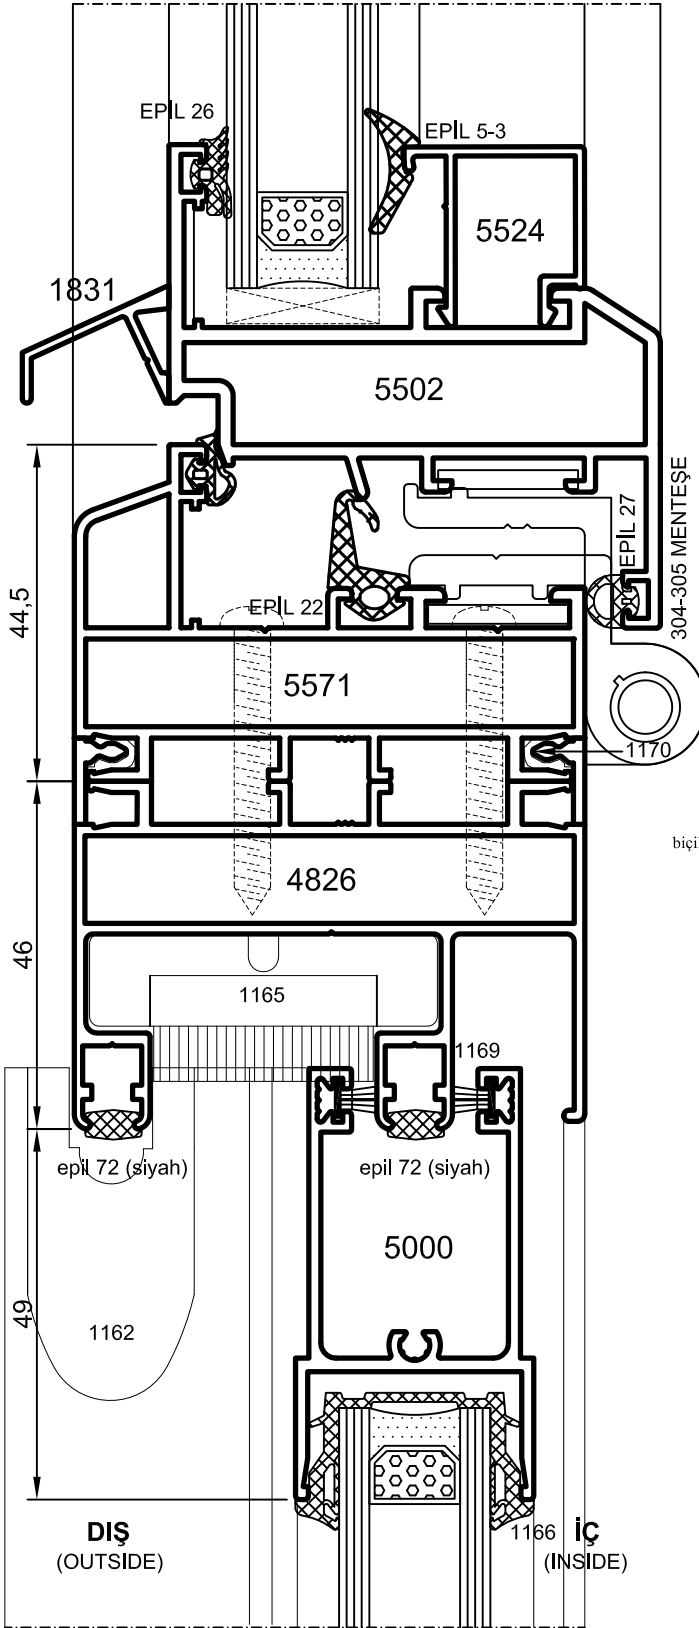 EPİL 26
EPİL 5-3
5524
1831
5502
44,5
EPİL 27
304-305 MENTEŞE
EPİL 22
5571
1170
biçi
4826
46
1165
1169
epil 72 (siyah)
epil 72 (siyah)
5000
49
1162
1166
DIŞ
(OUTSIDE)
İÇ
(INSIDE)